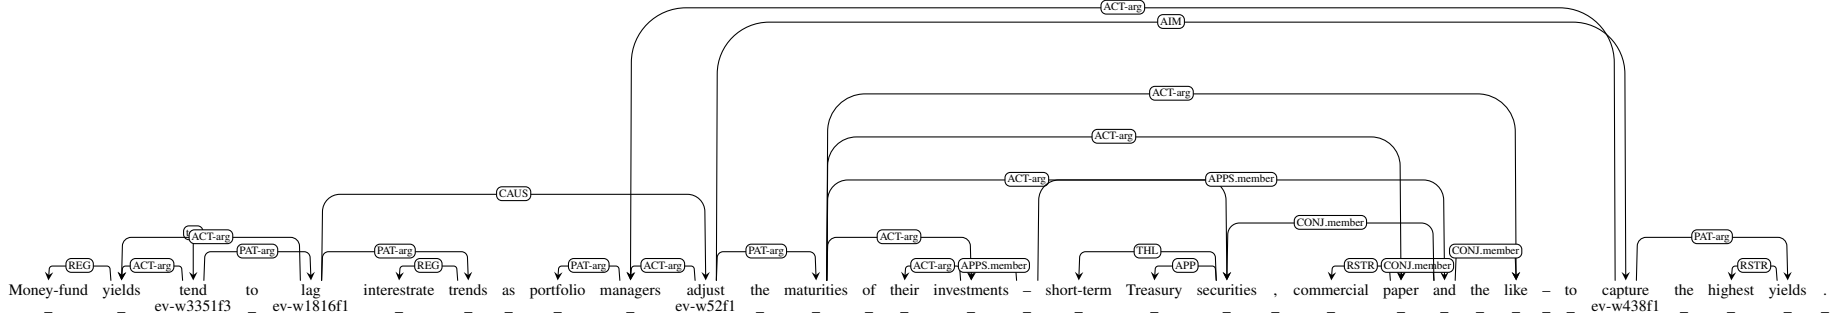 ACT-arg
AIM
ACT-arg
ACT-arg
ACT-arg APPS.member
CAUS
CONJ.member
ACT-arg ACT-arg PAT-arg
PAT-arg PAT-arg PAT-arg THL CONJ.member
REG ACT-arg REG PAT-arg ACT-arg ACT-arg APPS.member APP RSTR CONJ.member RSTR
Money-fund yields tend to lag interestrate trends as portfolio managers adjust the maturities of their investments – short-term Treasury securities , commercial paper and the like – to capture the highest yields .
_ _ ev-w3351f3 _ ev-w1816f1 _ _ _ _ _ ev-w52f1 _ _ _ _ _ _ _ _ _ _ _ _ _ _ _ _ _ ev-w438f1 _ _ _ _